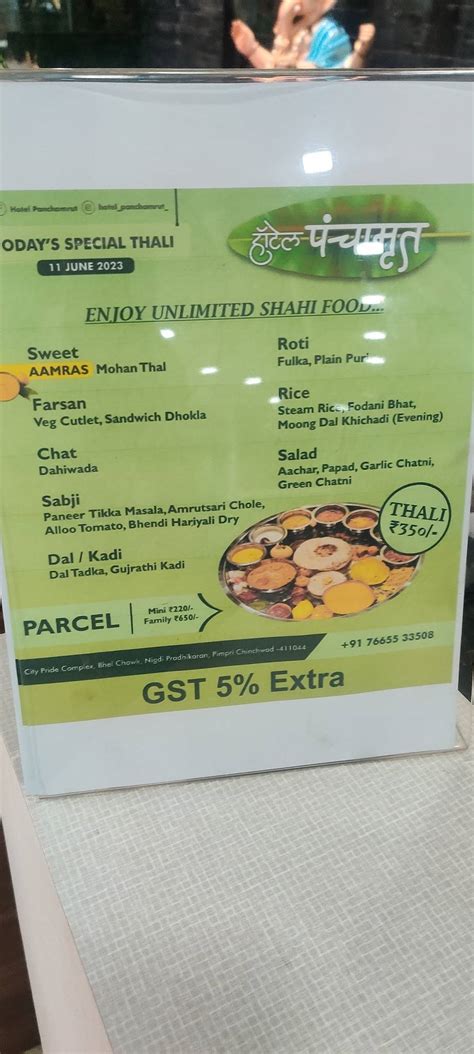 Hotel Panchamrut hotel_panchamrut_
ODAY'S SPECIAL THALI
11 JUNE 2023
हॉटेल पंचामृत
ENJOY UNLIMITED SHAHI FOOD...
Sweet
AAMRAS Mohan Thal
Farsan
Veg Cutlet, Sandwich Dhokla
Chat
Dahiwada
Sabji
Paneer Tikka Masala, Amrutsari Chole,
Alloo Tomato, Bhendi Hariyali Dry
Dal / Kadi
Dal Tadka, Gujrathi Kadi
Roti
Fulka, Plain Puri
Rice
Steam Rice, Fodani Bhat,
Moong Dal Khichadi (Evening)
Salad
Aachar, Papad, Garlic Chatni,
Green Chatni
THALI
₹350/-
PARCEL
Mini ₹220/-
Family ₹650/-
City Pride Complex, Bhel Chowk, Nigdi Pradhikaran, Pimpri Chinchwad -411044
+91 76655 33508
GST 5% Extra